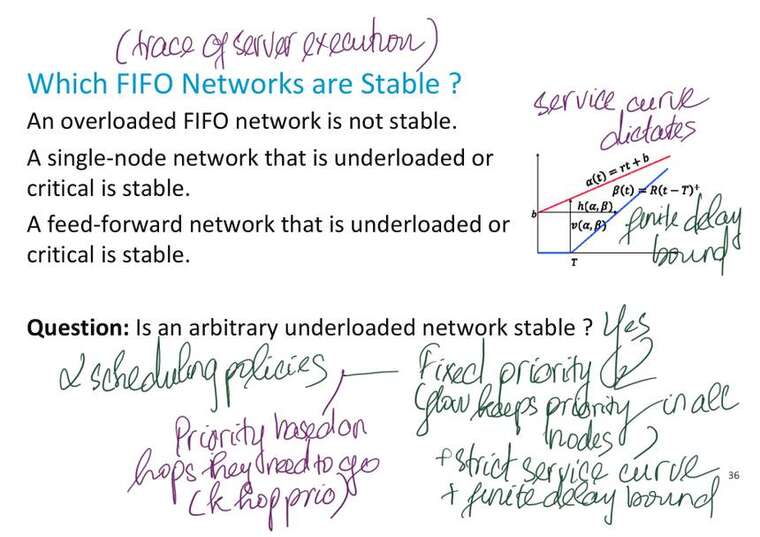 (trace of server execution)
Which FIFO Networks are Stable ?
An overloaded FIFO network is not stable.
A single-node network that is underloaded or
critical is stable.
A feed-forward network that is underloaded or
critical is stable.
service curve
dictates
α(t) = rt + b
β(t) = R(t − T)⁺
h(α, β)
b
v(α, β)
T
finite delay
bound
Question: Is an arbitrary underloaded network stable ? Yes
2 scheduling policies
Priority based on
hops they need to go
(k hop prio)
Fixed priority
(flow keeps priority in all
nodes)
+ strict service curve
+ finite delay bound
36